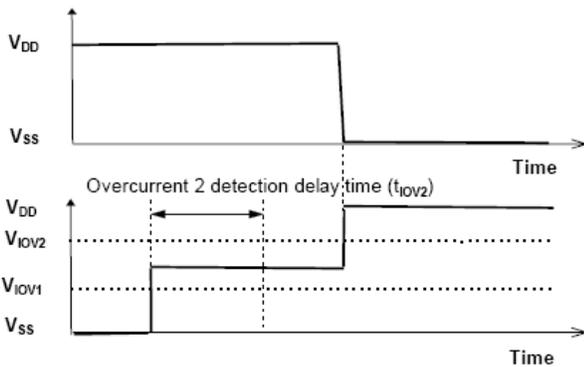 VDD
VSS
Time
Overcurrent 2 detection delay time (tIOV2)
VDD
VIOV2
VIOV1
VSS
Time